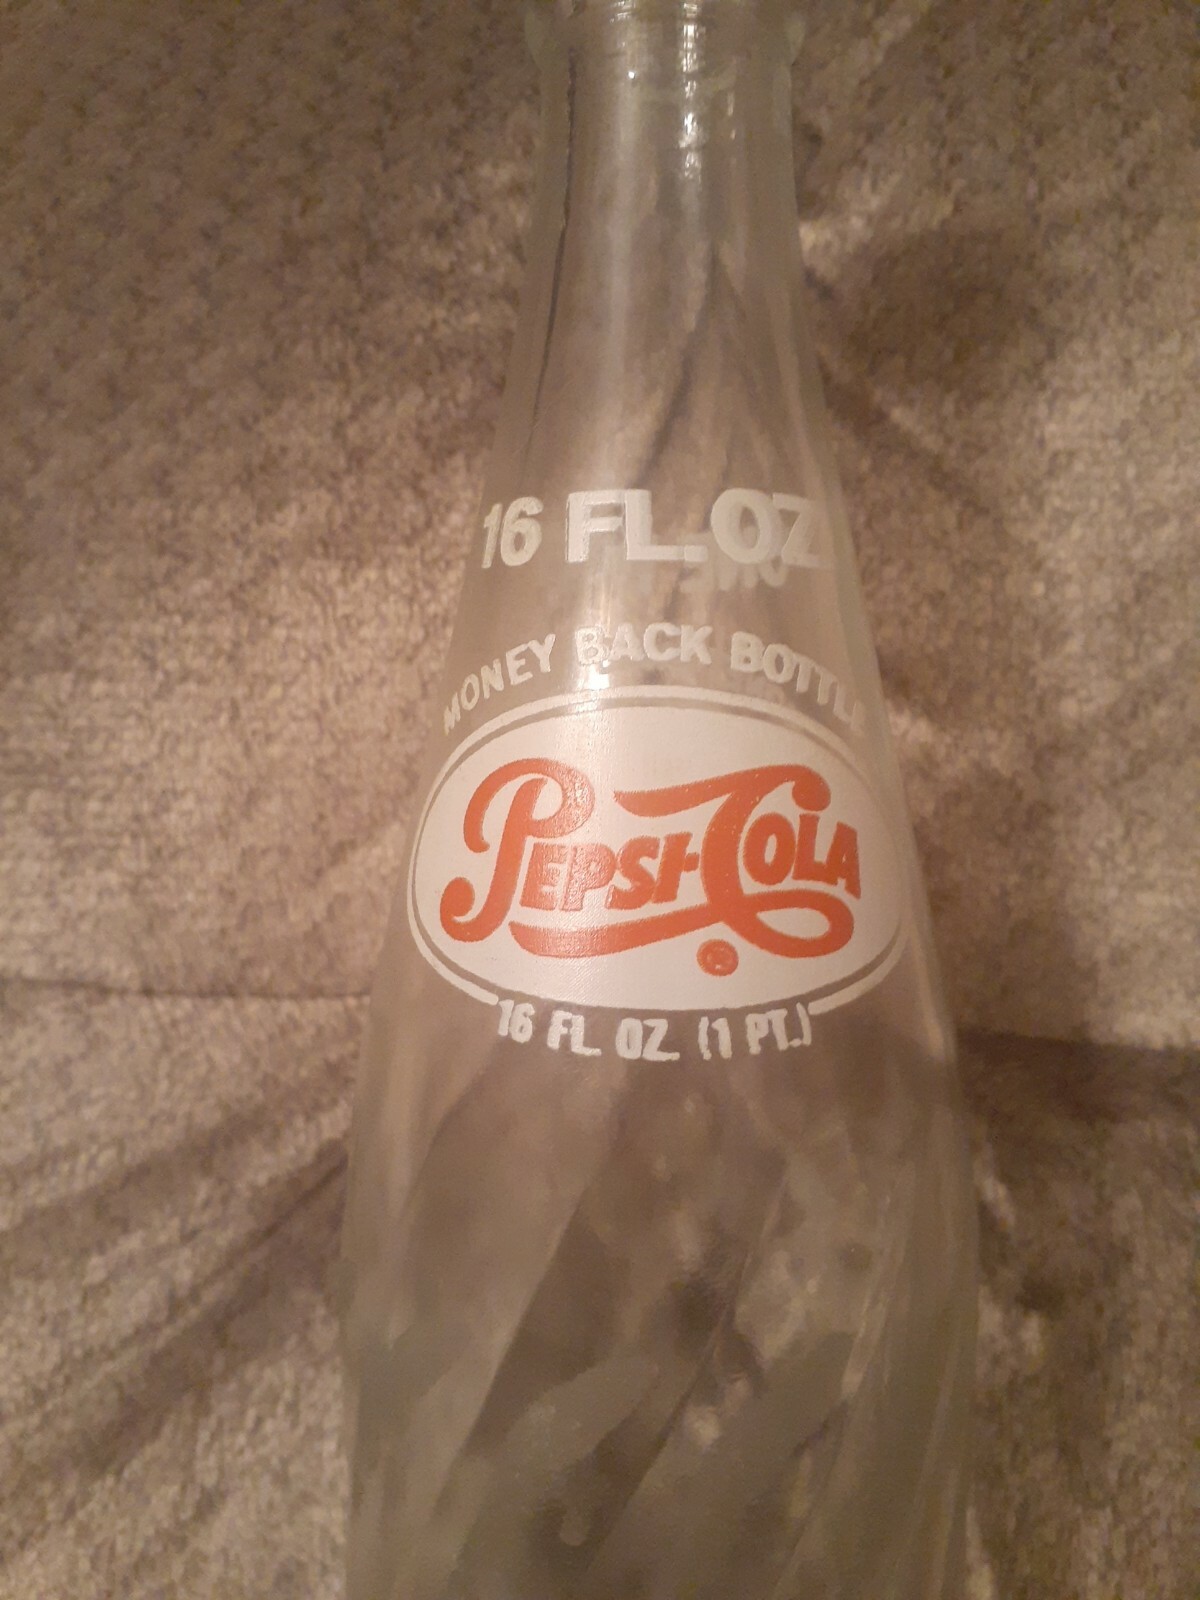 16 FL. OZ
MONEY BACK BOTTLE
PEPSI-COLA
®
16 FL. OZ. (1 PT.)